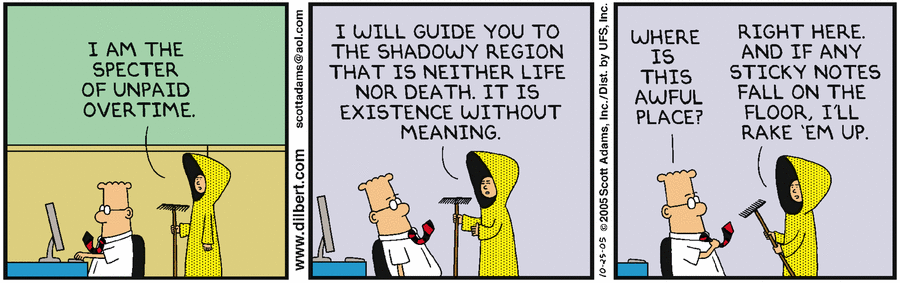 I AM THE
SPECTER
OF UNPAID
OVERTIME.
www.dilbert.com scottadams@aol.com
I WILL GUIDE YOU TO
THE SHADOWY REGION
THAT IS NEITHER LIFE
NOR DEATH. IT IS
EXISTENCE WITHOUT
MEANING.
10-25-05 ©2005 Scott Adams, Inc./Dist. by UFS, Inc.
WHERE
IS
THIS
AWFUL
PLACE?
RIGHT HERE.
AND IF ANY
STICKY NOTES
FALL ON THE
FLOOR, I'LL
RAKE 'EM UP.